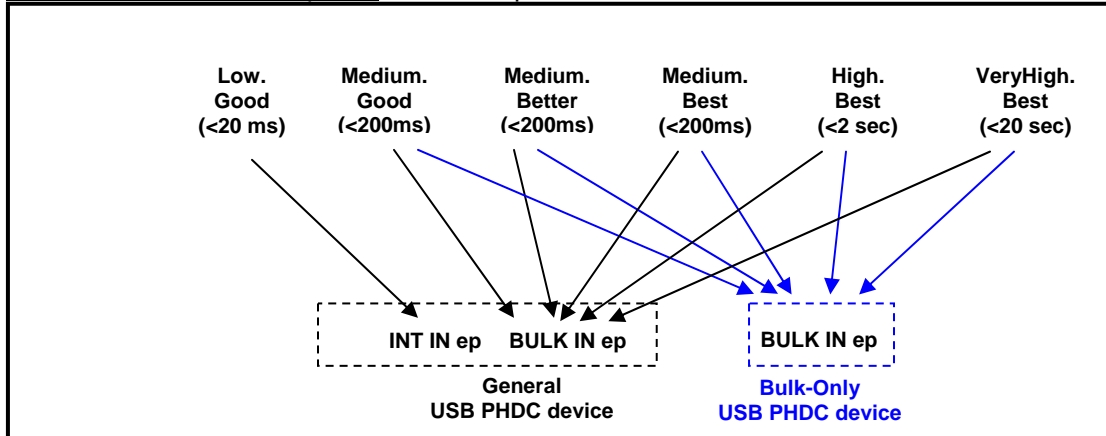 Low. Medium. Medium. Medium. High. VeryHigh.
Good Good Better Best Best Best
(<20 ms) (<200ms) (<200ms) (<200ms) (<2 sec) (<20 sec)
INT IN ep BULK IN ep BULK IN ep
General Bulk-Only
USB PHDC device USB PHDC device